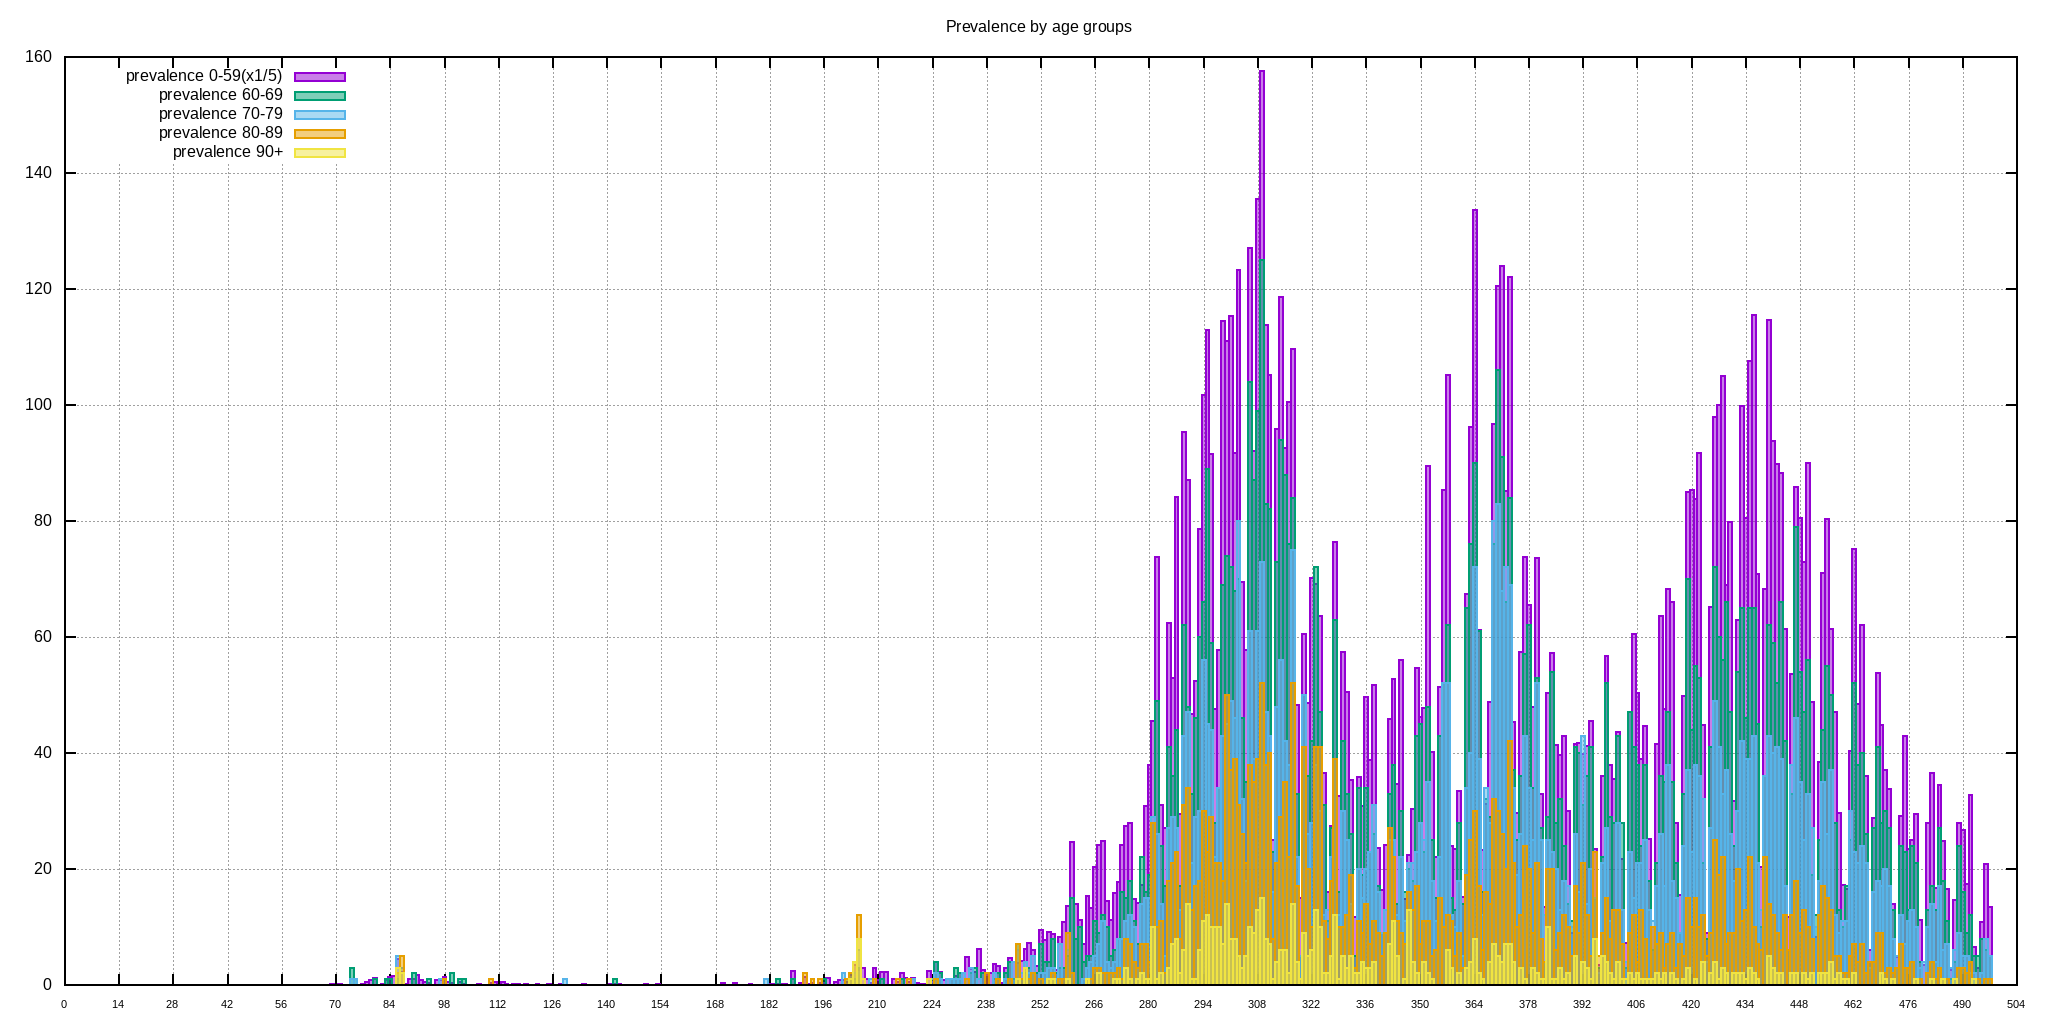 Prevalence by age groups
160
140
120
100
80
60
40
20
0
prevalence 0-59(x1/5)
prevalence 60-69
prevalence 70-79
prevalence 80-89
prevalence 90+
0 14 28 42 56 70 84 98 112 126 140 154 168 182 196 210 224 238 252 266 280 294 308 322 336 350 364 378 392 406 420 434 448 462 476 490 504